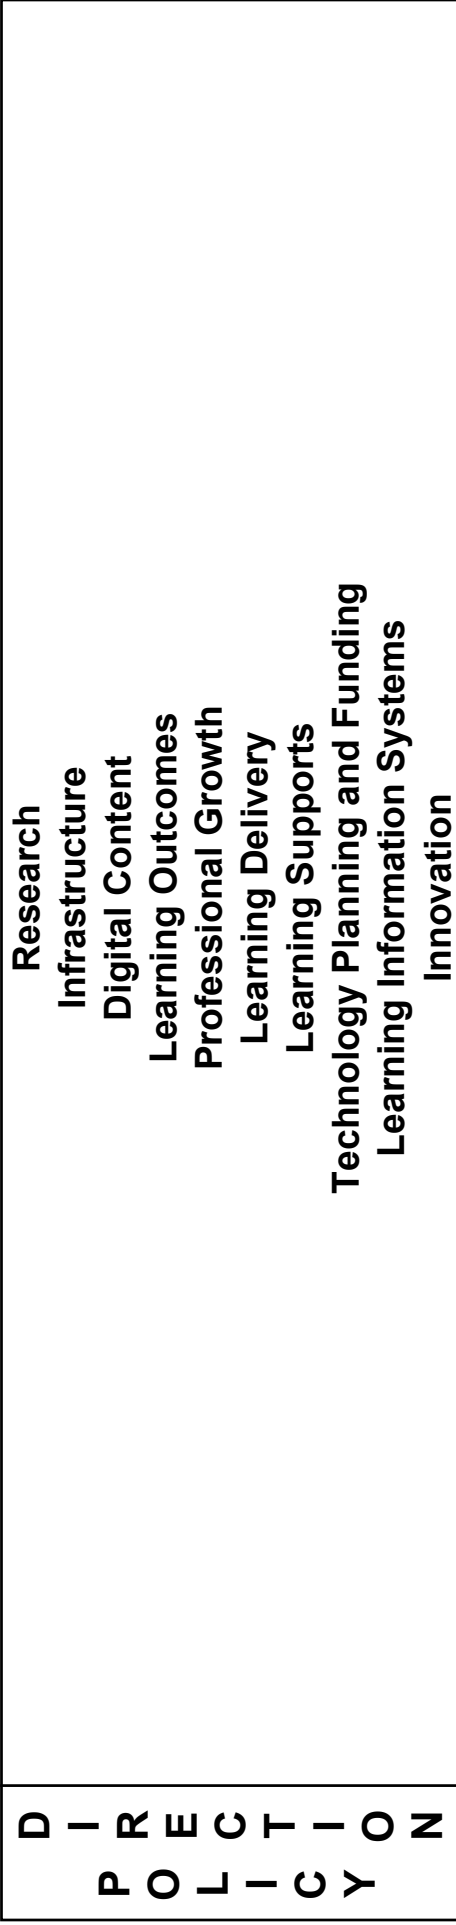 POLICY
DIRECTION
Research
Infrastructure
Digital Content
Learning Outcomes
Professional Growth
Learning Delivery
Learning Supports
Technology Planning and Funding
Learning Information Systems
Innovation